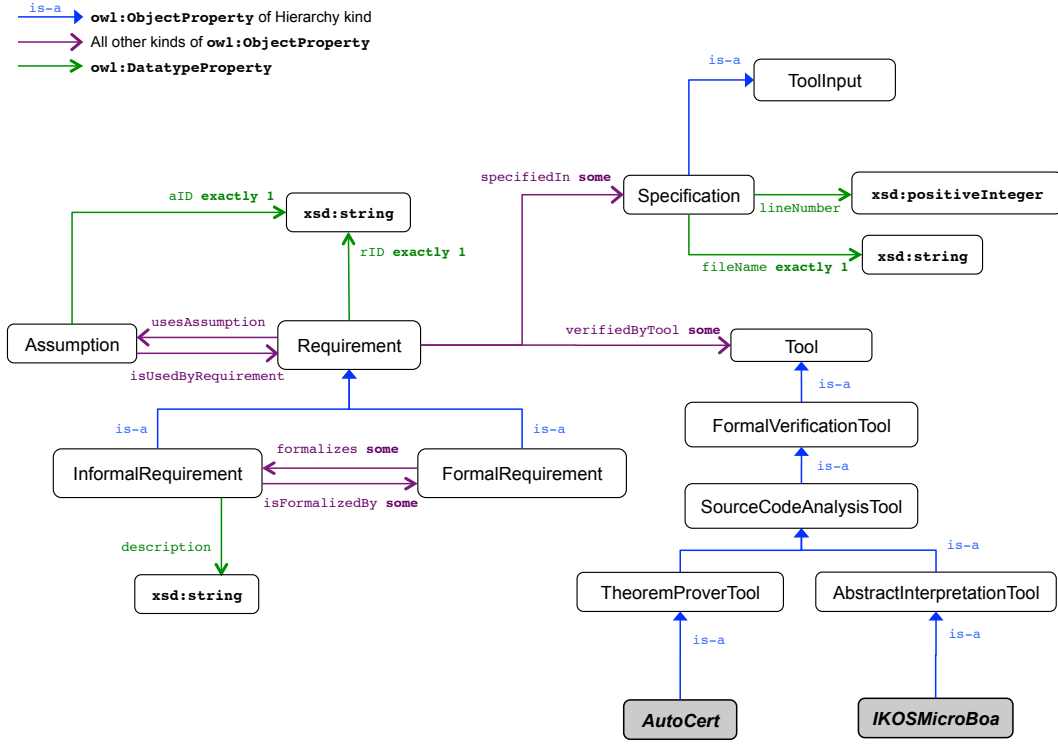 is-a
owl:ObjectProperty of Hierarchy kind
All other kinds of owl:ObjectProperty
owl:DatatypeProperty
is-a
ToolInput
specifiedIn some
Specification
xsd:positiveInteger
lineNumber
aID exactly 1
xsd:string
rID exactly 1
xsd:string
fileName exactly 1
usesAssumption
verifiedByTool some
Assumption
Requirement
Tool
isUsedByRequirement
is-a
is-a
is-a
FormalVerificationTool
formalizes some
InformalRequirement
FormalRequirement
is-a
isFormalizedBy some
SourceCodeAnalysisTool
description
is-a
xsd:string
TheoremProverTool
AbstractInterpretationTool
is-a
is-a
AutoCert
IKOSMicroBoa